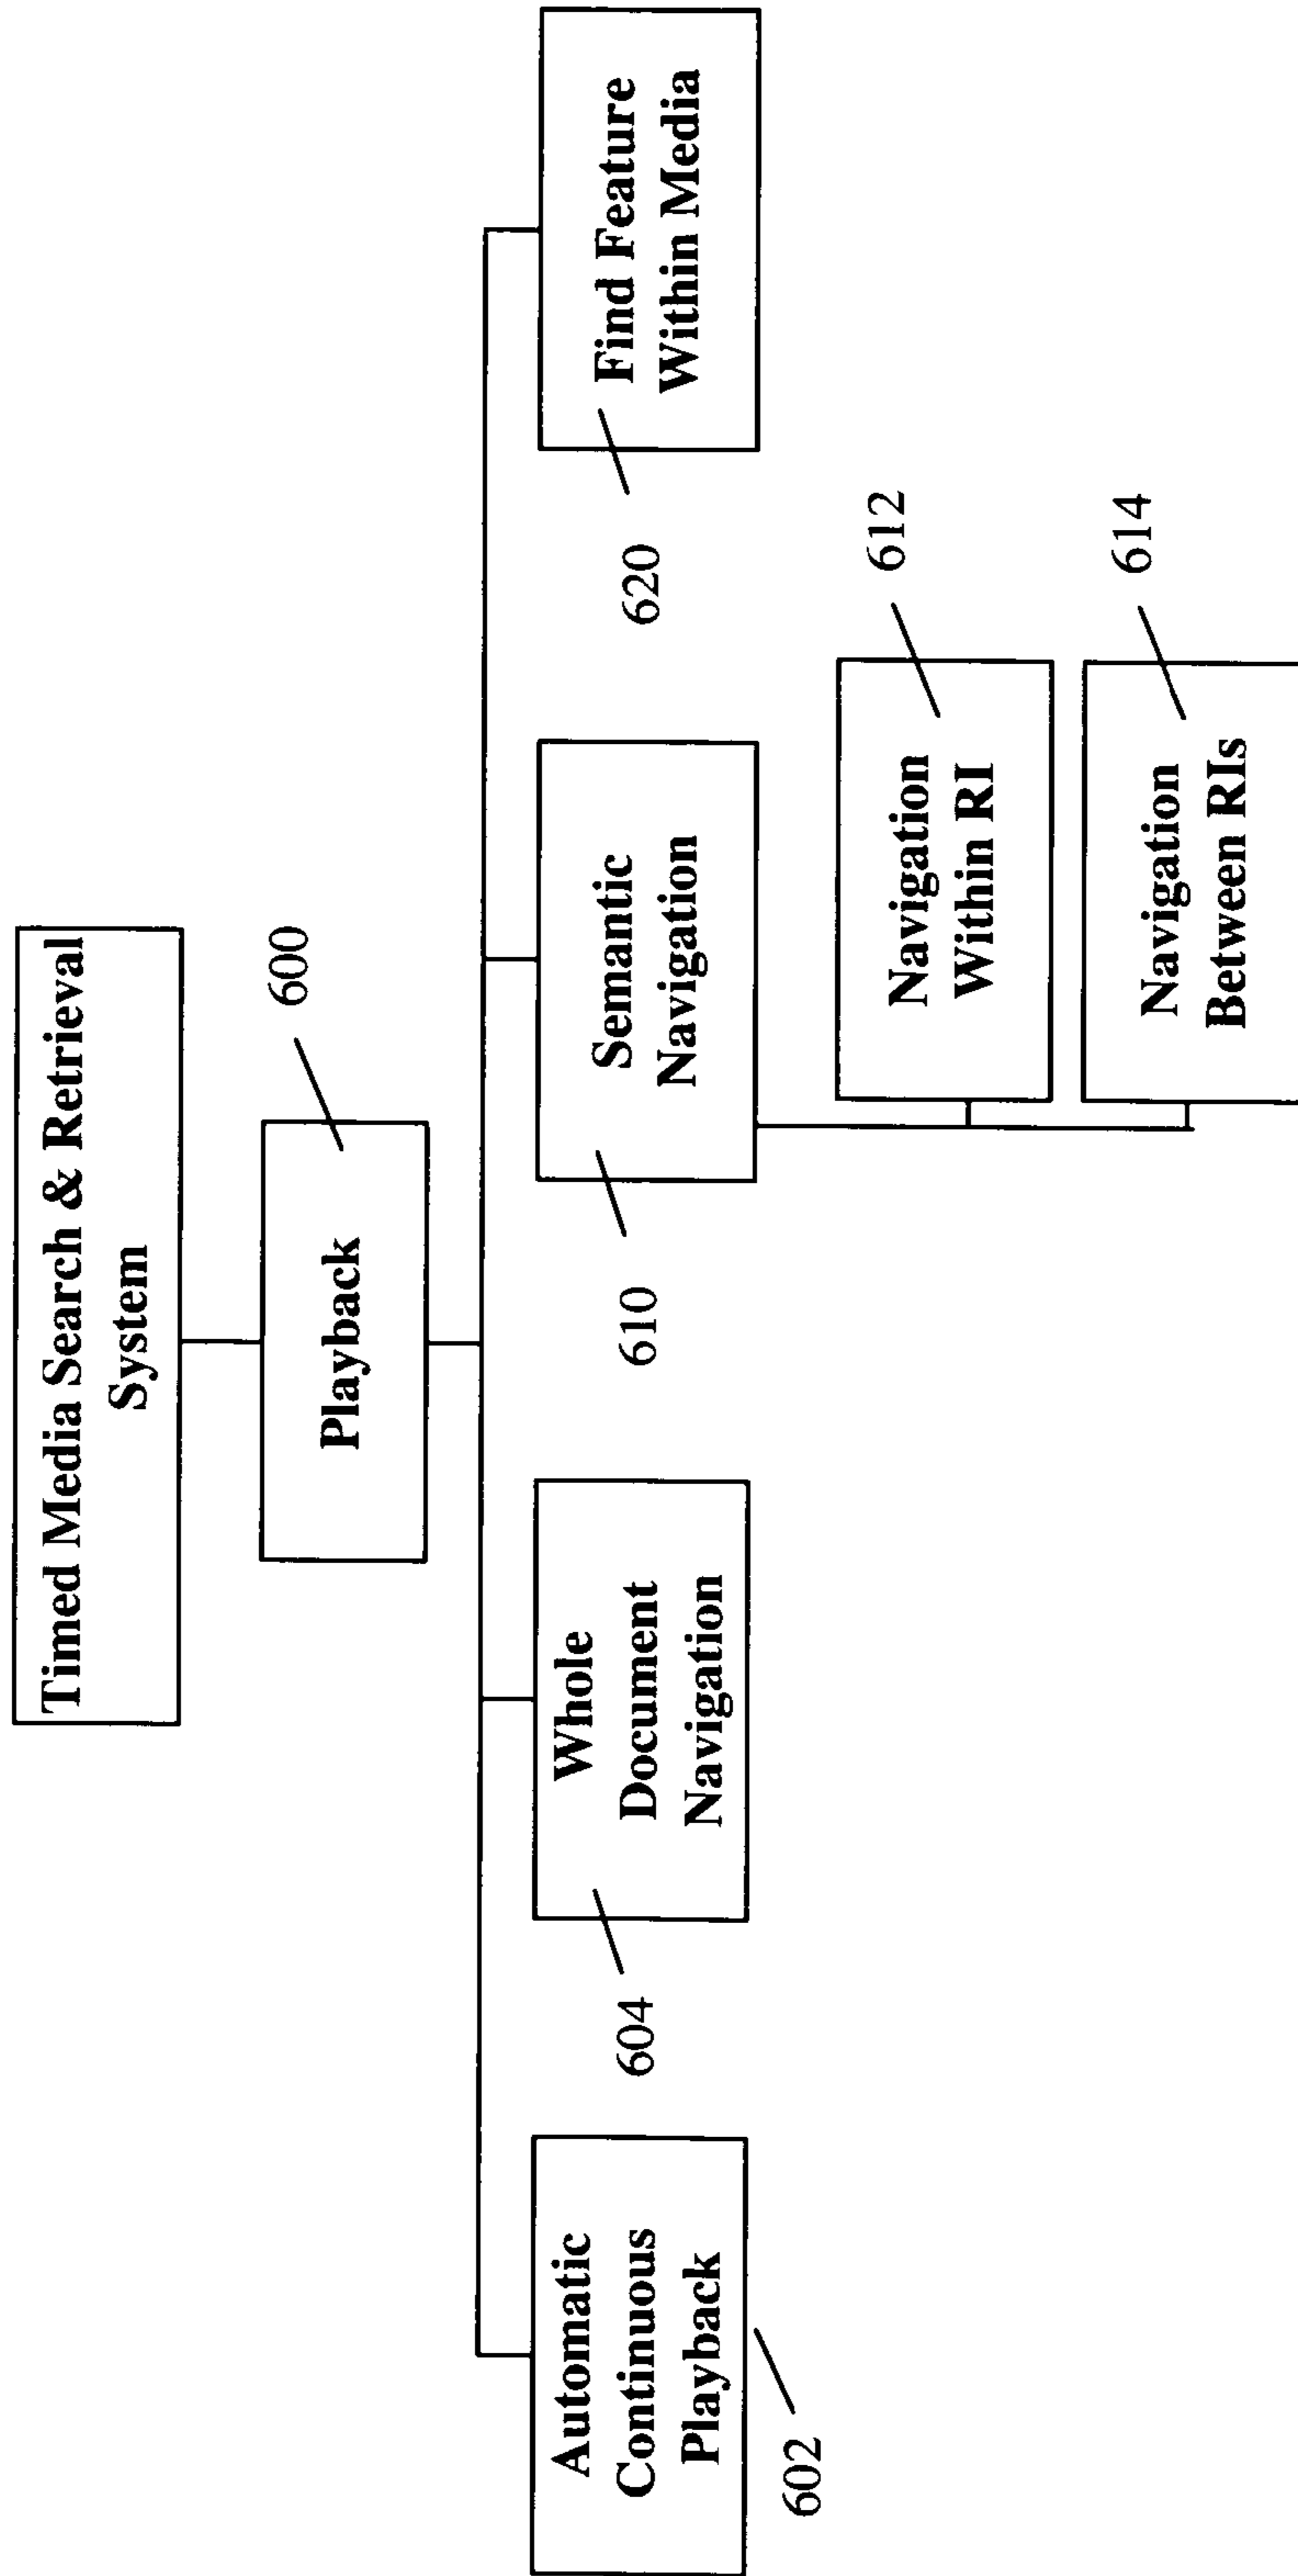 Timed Media Search & Retrieval
System
600
Playback
Automatic
Continuous
Playback
602
Whole
Document
Navigation
604
Semantic
Navigation
610
Find Feature
Within Media
620
Navigation
Within RI
612
Navigation
Between RIs
614